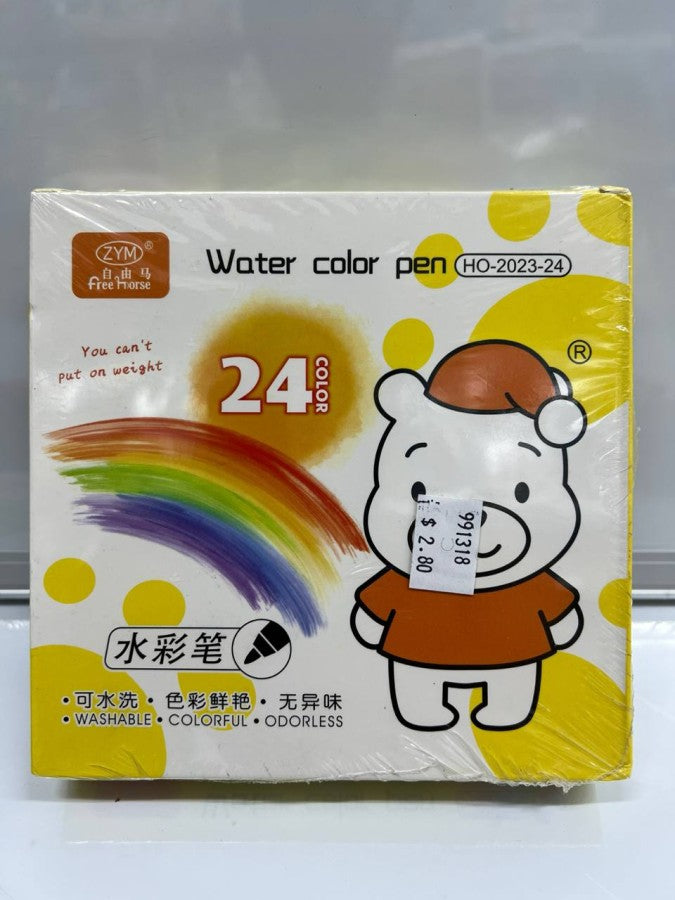 ZYM®
自由马
free horse
Water color pen HO-2023-24
You can't
put on weight
24 COLOR
®
991318
$ 2.80
水彩笔
·可水洗·色彩鲜艳·无异味
·WASHABLE·COLORFUL·ODORLESS